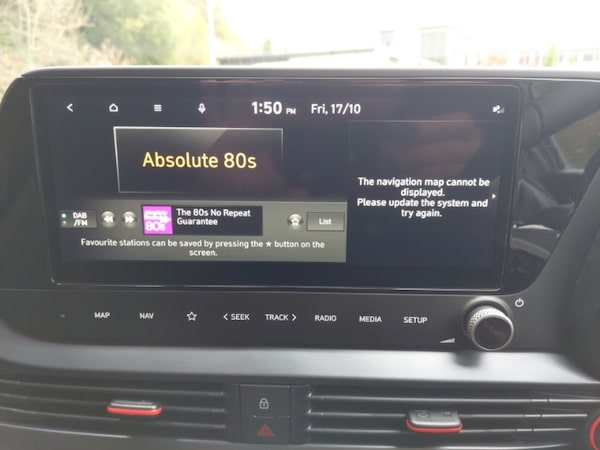 1:50 PM Fri, 17/10
Absolute 80s
The navigation map cannot be
displayed.
Please update the system and
try again.
DAB
/FM
80s
The 80s No Repeat
Guarantee
List
Favourite stations can be saved by pressing the ★ button on the
screen.
MAP NAV ☆ < SEEK TRACK > RADIO MEDIA SETUP